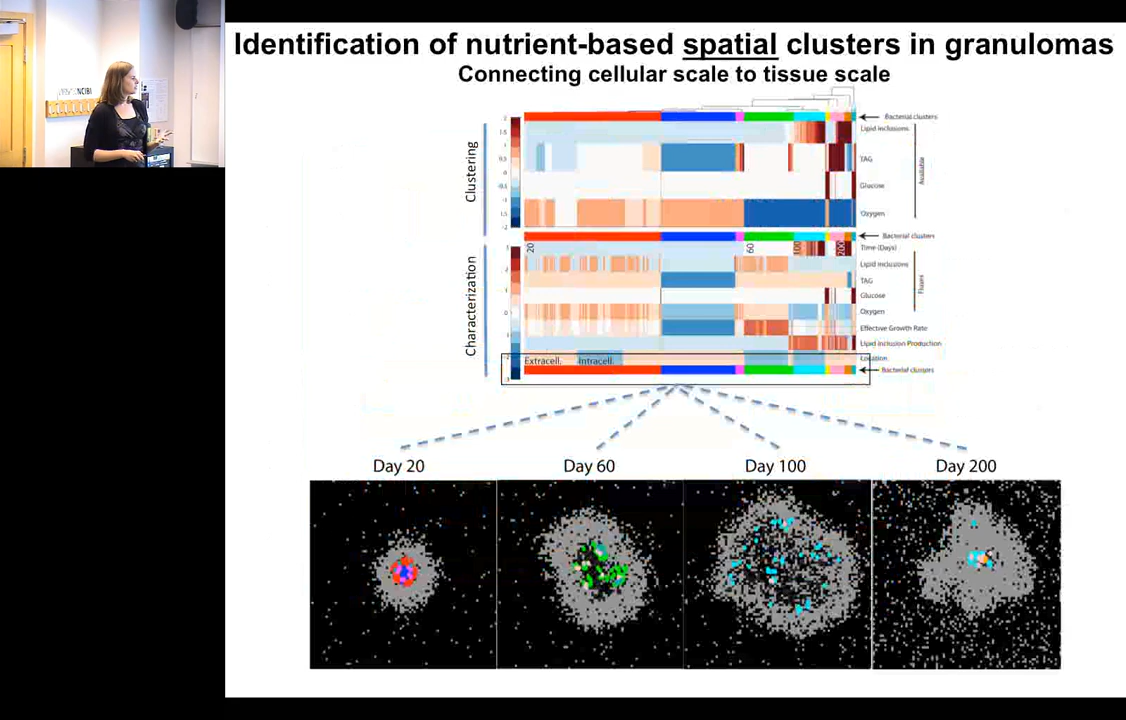 Identification of nutrient-based spatial clusters in granulomas
Connecting cellular scale to tissue scale
Clustering
Bacterial clusters
Lipid Inclusions
TAG
Glucose
Oxygen
Available
Characterization
Bacterial clusters
Time (Days)
20
60
100
200
Lipid Inclusions
TAG
Glucose
Oxygen
Fluxes
Effective Growth Rate
Lipid Inclusion Production
Location
Extracell.
Intracell.
Bacterial clusters
Day 20
Day 60
Day 100
Day 200